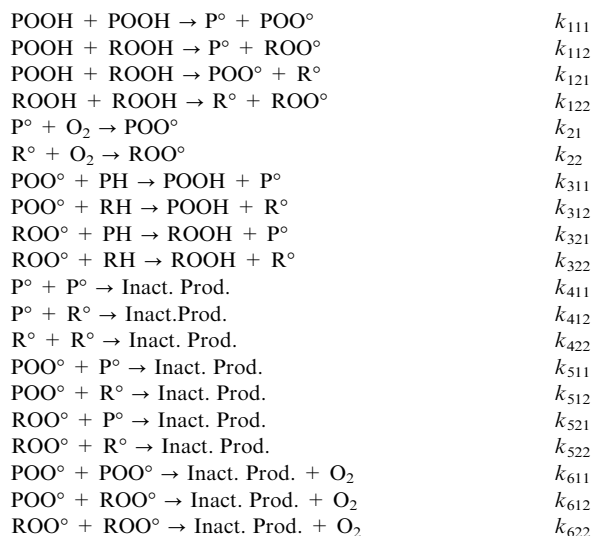 POOH + POOH → P° + POO° k₁₁₁
POOH + ROOH → P° + ROO° k₁₁₂
POOH + ROOH → POO° + R° k₁₂₁
ROOH + ROOH → R° + ROO° k₁₂₂
P° + O₂ → POO° k₂₁
R° + O₂ → ROO° k₂₂
POO° + PH → POOH + P° k₃₁₁
POO° + RH → POOH + R° k₃₁₂
ROO° + PH → ROOH + P° k₃₂₁
ROO° + RH → ROOH + R° k₃₂₂
P° + P° → Inact. Prod. k₄₁₁
P° + R° → Inact.Prod. k₄₁₂
R° + R° → Inact. Prod. k₄₂₂
POO° + P° → Inact. Prod. k₅₁₁
POO° + R° → Inact. Prod. k₅₁₂
ROO° + P° → Inact. Prod. k₅₂₁
ROO° + R° → Inact. Prod. k₅₂₂
POO° + POO° → Inact. Prod. + O₂ k₆₁₁
POO° + ROO° → Inact. Prod. + O₂ k₆₁₂
ROO° + ROO° → Inact. Prod. + O₂ k₆₂₂